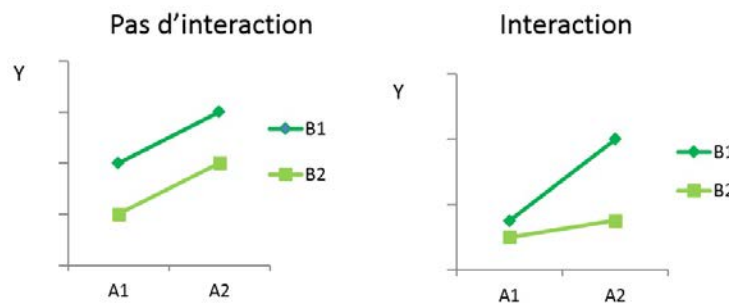 Pas d’interaction
Y
B1
B2
A1 A2
Interaction
Y
B1
B2
A1 A2